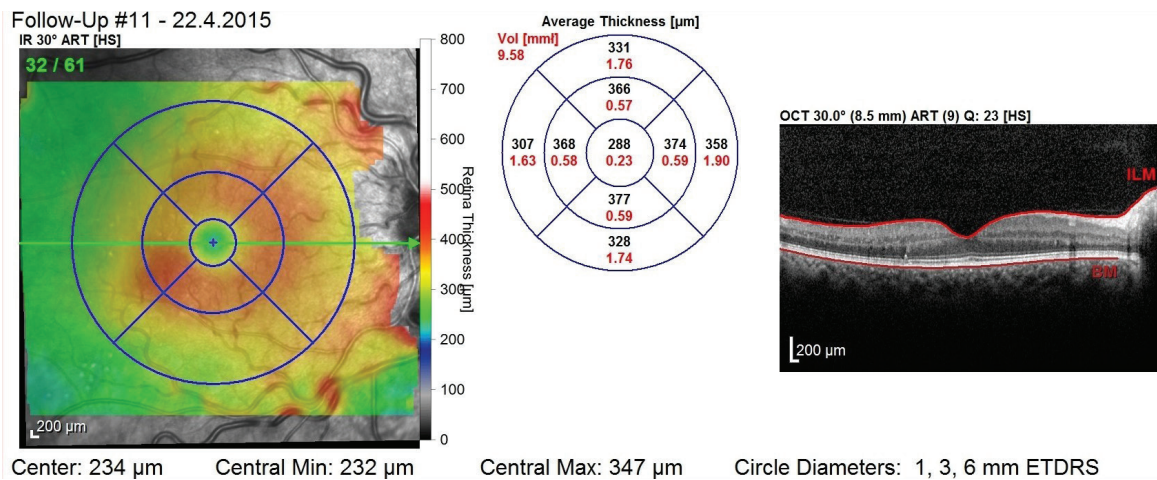 Follow-Up #11 - 22.4.2015
IR 30° ART [HS]
32 / 61
200 µm
800
700
600
500
400
300
200
100
0
Retina Thickness [µm]
Average Thickness [µm]
Vol [mmł]
9.58
331
1.76
366
0.57
307
1.63
368
0.58
288
0.23
374
0.59
358
1.90
377
0.59
328
1.74
OCT 30.0° (8.5 mm) ART (9) Q: 23 [HS]
ILM
BM
200 µm
Center: 234 µm Central Min: 232 µm Central Max: 347 µm Circle Diameters: 1, 3, 6 mm ETDRS